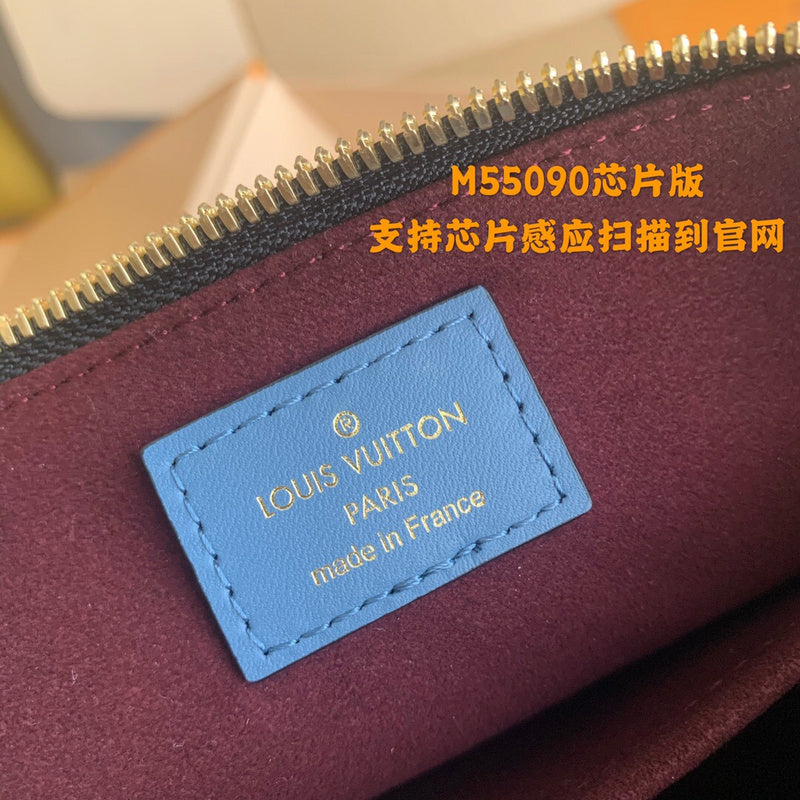 M55090芯片版
支持芯片感应扫描到官网
®
LOUIS VUITTON
PARIS
made in France